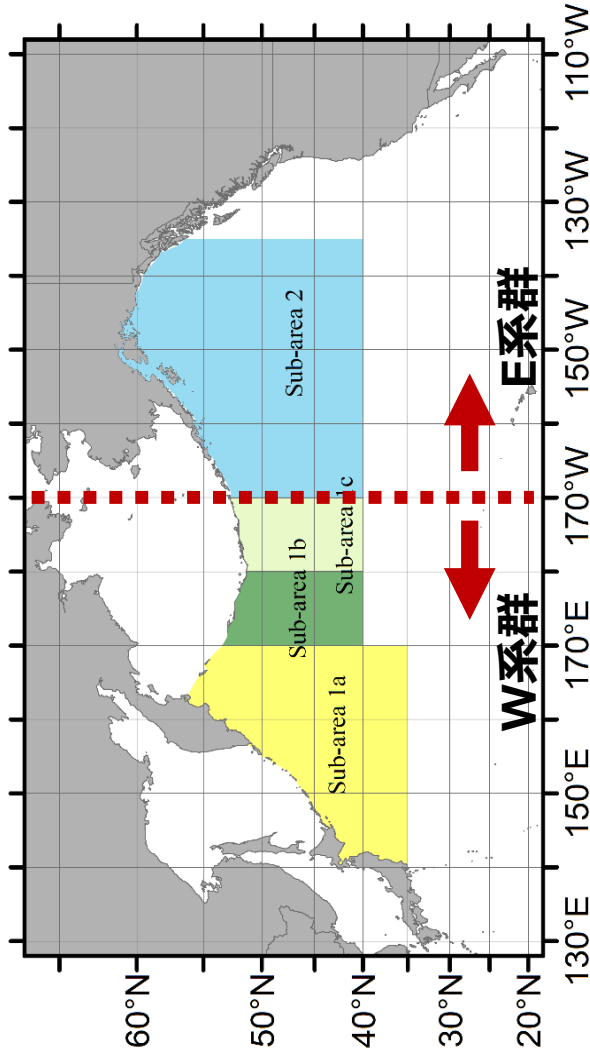 60°N
50°N
40°N
30°N
20°N
130°E
150°E
170°E
170°W
150°W
130°W
110°W
Sub-area 1a
Sub-area 1b
Sub-area 1c
Sub-area 2
W系群
E系群